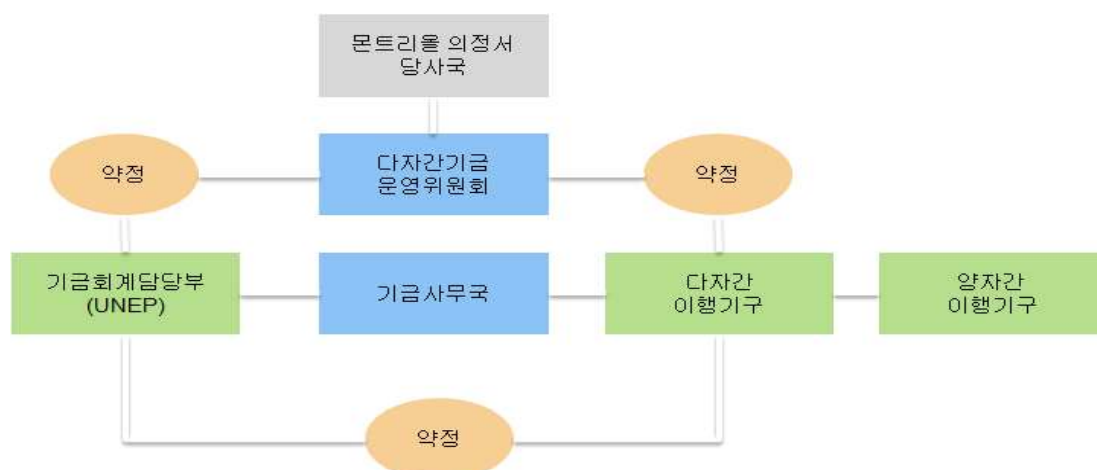 몬트리올 의정서
당사국
약정
다자간기금
운영위원회
약정
기금회계담당부
(UNEP)
기금사무국
다자간
이행기구
양자간
이행기구
약정